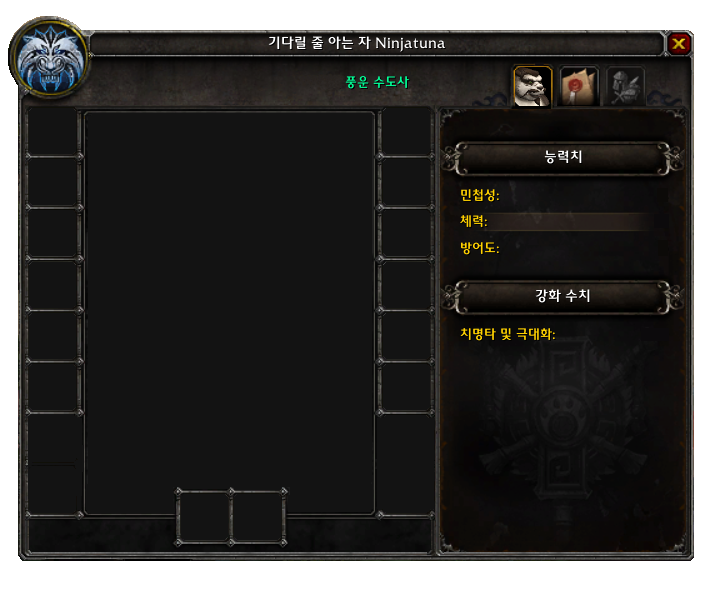 기다릴 줄 아는 자 Ninjatuna
풍운 수도사
능력치
민첩성:
체력:
방어도:
강화 수치
치명타 및 극대화: